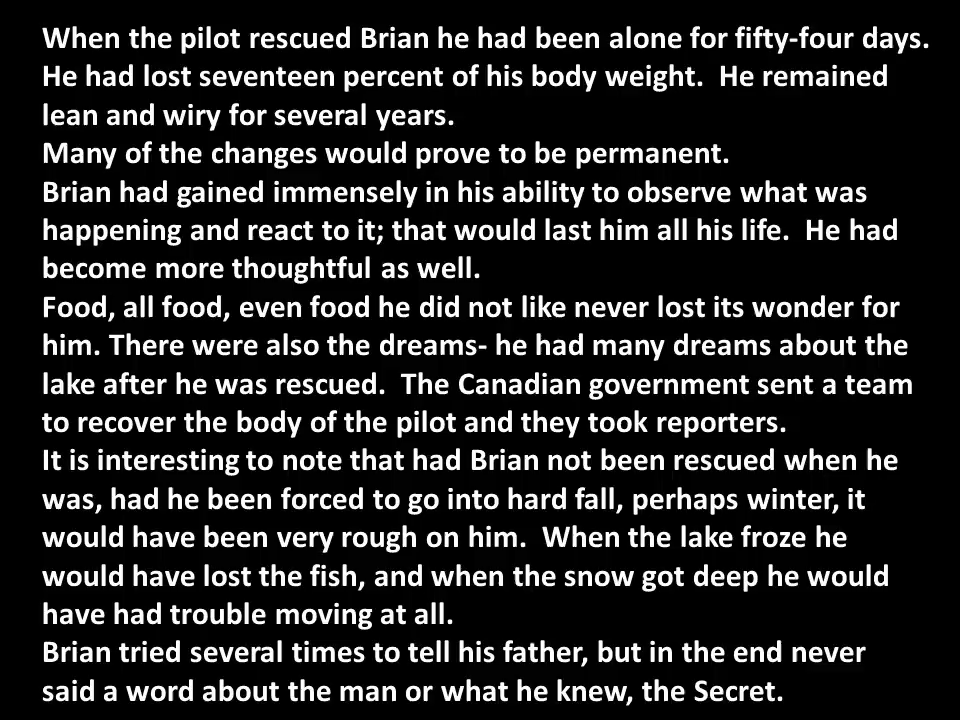 When the pilot rescued Brian he had been alone for fifty-four days.
He had lost seventeen percent of his body weight.  He remained
lean and wiry for several years.
Many of the changes would prove to be permanent.
Brian had gained immensely in his ability to observe what was
happening and react to it; that would last him all his life.  He had
become more thoughtful as well.
Food, all food, even food he did not like never lost its wonder for
him. There were also the dreams- he had many dreams about the
lake after he was rescued.  The Canadian government sent a team
to recover the body of the pilot and they took reporters.
It is interesting to note that had Brian not been rescued when he
was, had he been forced to go into hard fall, perhaps winter, it
would have been very rough on him.  When the lake froze he
would have lost the fish, and when the snow got deep he would
have had trouble moving at all.
Brian tried several times to tell his father, but in the end never
said a word about the man or what he knew, the Secret.